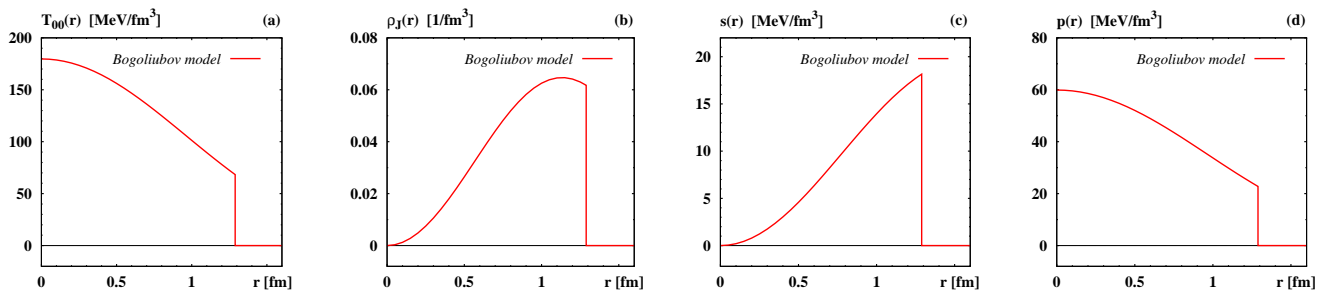 T₀₀(r) [MeV/fm³] (a)
Bogoliubov model
200
150
100
50
0
0 0.5 1 r [fm]
ρ_J(r) [1/fm³] (b)
Bogoliubov model
0.08
0.06
0.04
0.02
0
0 0.5 1 r [fm]
s(r) [MeV/fm³] (c)
Bogoliubov model
20
15
10
5
0
0 0.5 1 r [fm]
p(r) [MeV/fm³] (d)
Bogoliubov model
80
60
40
20
0
0 0.5 1 r [fm]